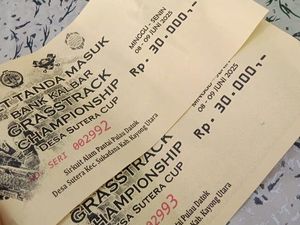 ET TANDA MASUK
BANK KALBAR
GRASSTRACK
CHAMPIONSHIP
DESA SUTERA CUP
NO. SERI 002992
Sirkuit Alam Pantai Pulau Datok
Desa Sutera Kec. Sukadana Kab. Kayong Utara
MINGGU - SENIN
08 - 09 JUNI 2025
Rp. 30.000,-
GRASSTRACK
CHAMPIONSHIP
DESA SUTERA CUP
002993
Sirkuit Alam Pantai Pulau Datok
Desa Sutera Kec. Sukadana Kab. Kayong Utara
08 - 09 JUNI 2025
Rp. 30.000,-